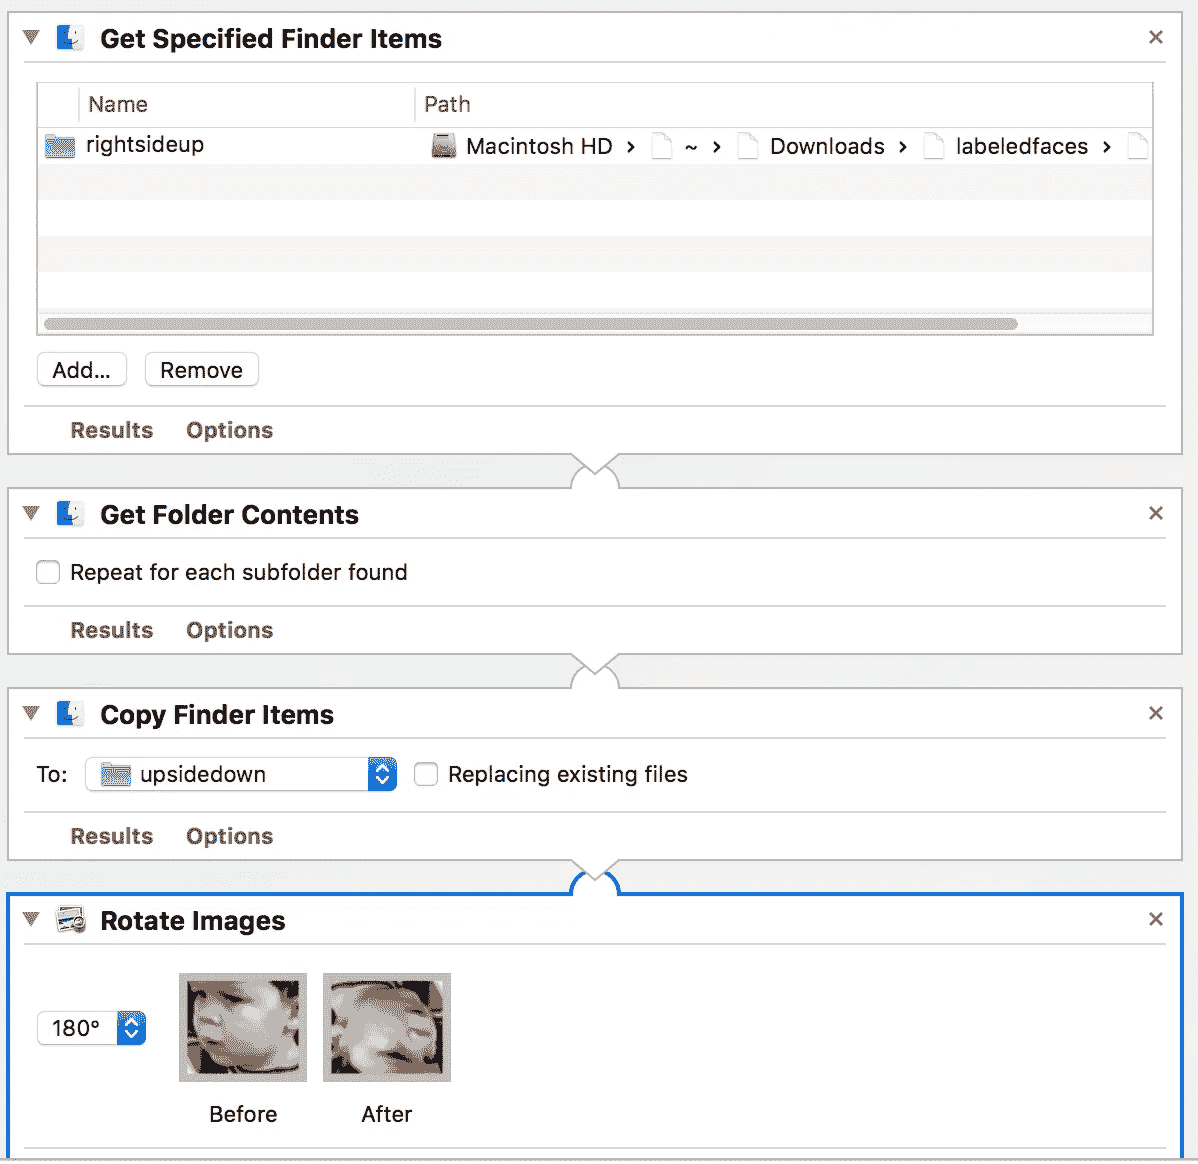 Get Specified Finder Items
Name Path
rightsideup Macintosh HD › ~ › Downloads › labeledfaces ›
Add... Remove
Results Options
Get Folder Contents
Repeat for each subfolder found
Results Options
Copy Finder Items
To: upsidedown Replacing existing files
Results Options
Rotate Images
180°
Before After